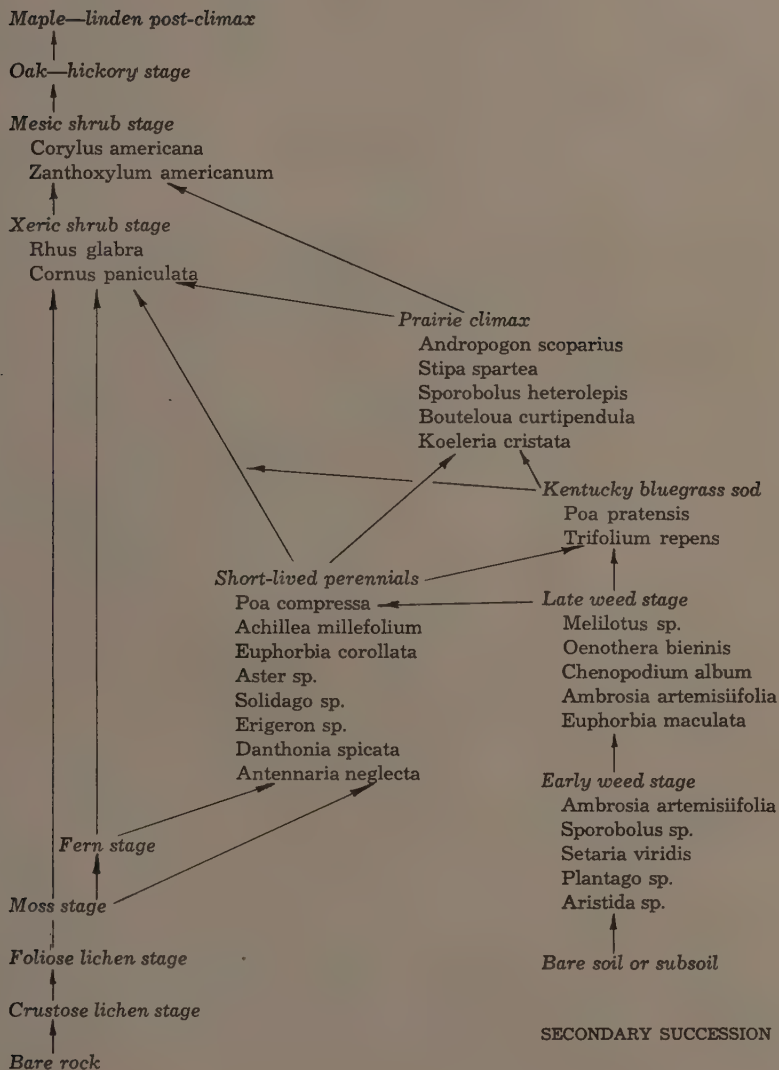 Maple—linden post-climax
Oak—hickory stage
Mesic shrub stage
Corylus americana
Zanthoxylum americanum
Xeric shrub stage
Rhus glabra
Cornus paniculata
Prairie climax
Andropogon scoparius
Stipa spartea
Sporobolus heterolepis
Bouteloua curtipendula
Koeleria cristata
Kentucky bluegrass sod
Poa pratensis
Trifolium repens
Short-lived perennials
Poa compressa
Achillea millefolium
Euphorbia corollata
Aster sp.
Solidago sp.
Erigeron sp.
Danthonia spicata
Antennaria neglecta
Late weed stage
Melilotus sp.
Oenothera biennis
Chenopodium album
Ambrosia artemisiifolia
Euphorbia maculata
Early weed stage
Ambrosia artemisiifolia
Sporobolus sp.
Setaria viridis
Plantago sp.
Aristida sp.
Fern stage
Moss stage
Foliose lichen stage
Bare soil or subsoil
Crustose lichen stage
SECONDARY SUCCESSION
Bare rock